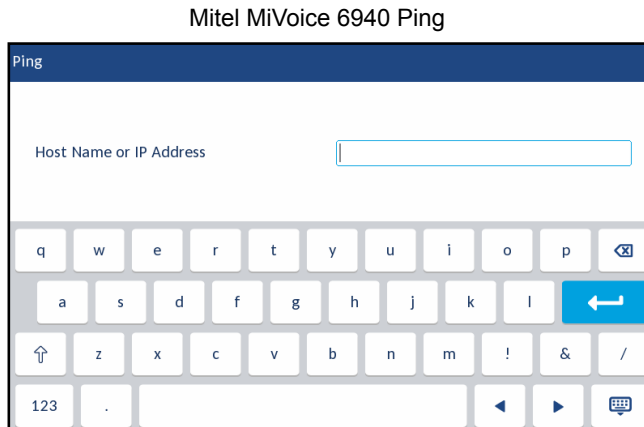 Mitel MiVoice 6940 Ping
Ping
Host Name or IP Address
q w e r t y u i o p
a s d f g h j k l
z x c v b n m ! & /
123 .